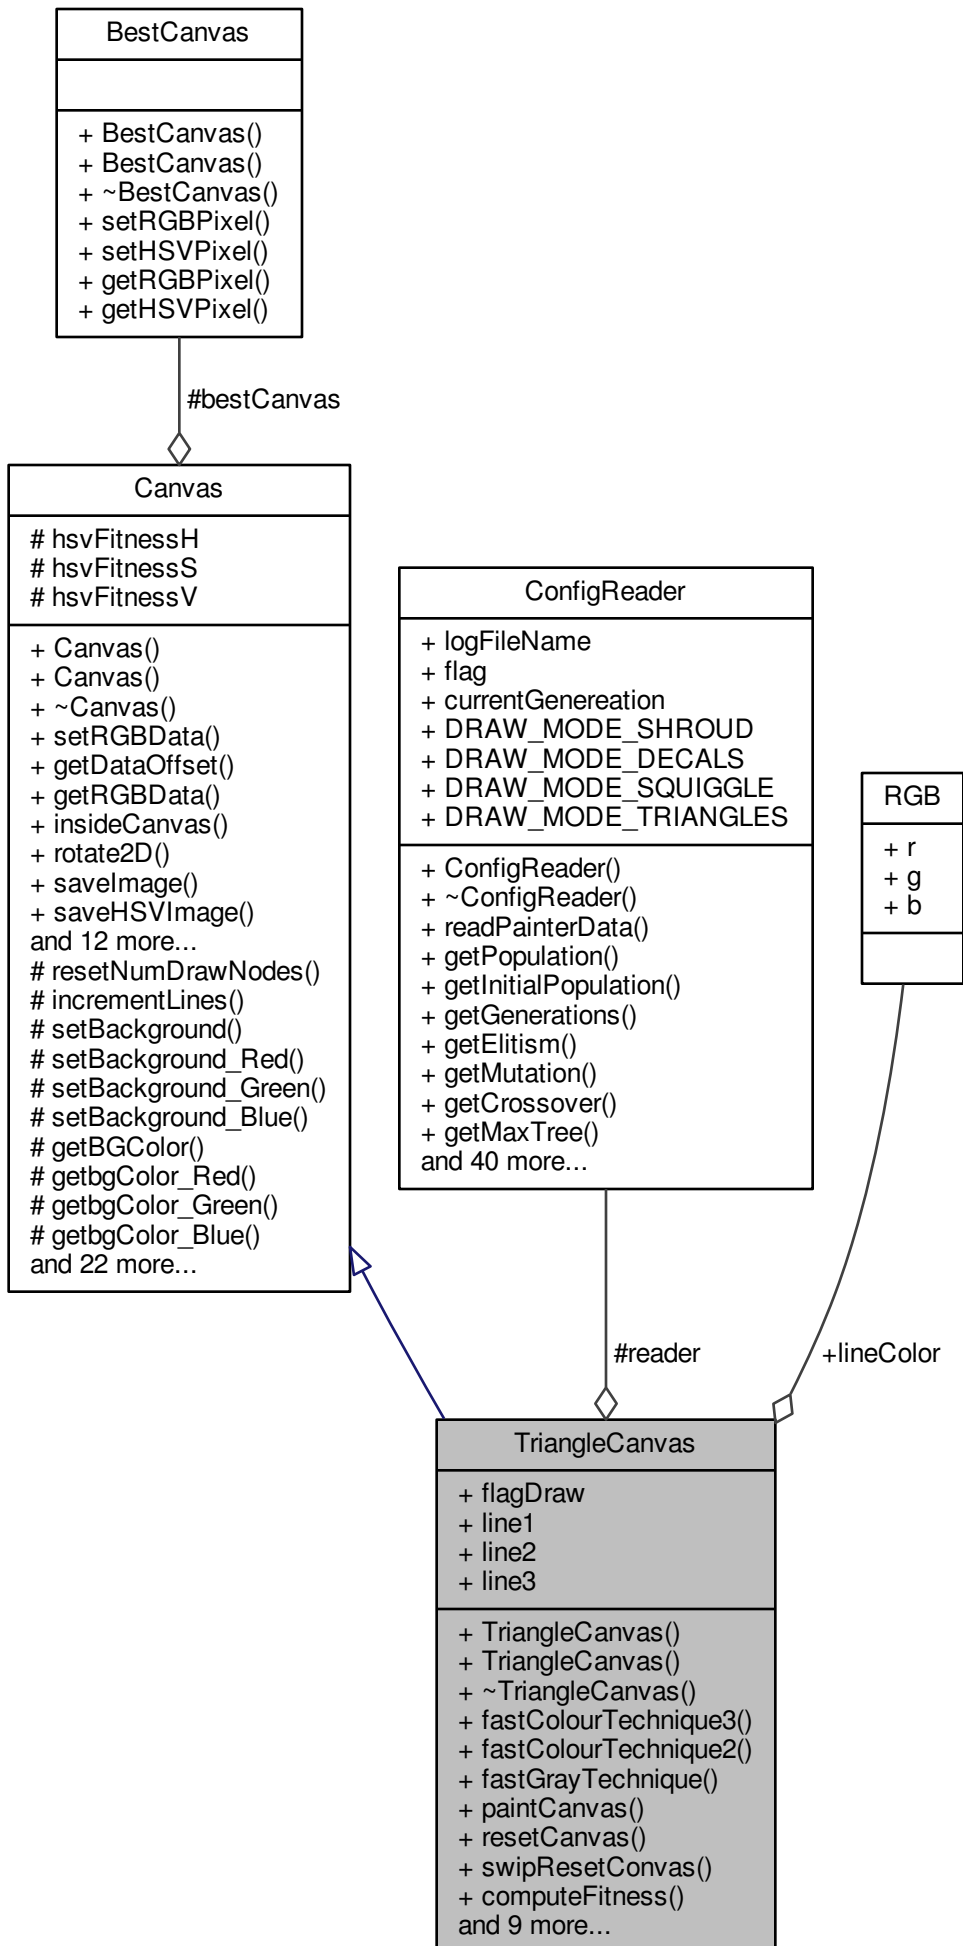 BestCanvas
+ BestCanvas()
+ BestCanvas()
+ ~BestCanvas()
+ setRGBPixel()
+ setHSVPixel()
+ getRGBPixel()
+ getHSVPixel()
#bestCanvas
Canvas
# hsvFitnessH
# hsvFitnessS
# hsvFitnessV
+ Canvas()
+ Canvas()
+ ~Canvas()
+ setRGBData()
+ getDataOffset()
+ getRGBData()
+ insideCanvas()
+ rotate2D()
+ saveImage()
+ saveHSVImage()
and 12 more...
# resetNumDrawNodes()
# incrementLines()
# setBackground()
# setBackground_Red()
# setBackground_Green()
# setBackground_Blue()
# getBGColor()
# getbgColor_Red()
# getbgColor_Green()
# getbgColor_Blue()
and 22 more...
ConfigReader
+ logFileName
+ flag
+ currentGenereation
+ DRAW_MODE_SHROUD
+ DRAW_MODE_DECALS
+ DRAW_MODE_SQUIGGLE
+ DRAW_MODE_TRIANGLES
+ ConfigReader()
+ ~ConfigReader()
+ readPainterData()
+ getPopulation()
+ getInitialPopulation()
+ getGenerations()
+ getElitism()
+ getMutation()
+ getCrossover()
+ getMaxTree()
and 40 more...
RGB
+ r
+ g
+ b
#reader
+lineColor
TriangleCanvas
+ flagDraw
+ line1
+ line2
+ line3
+ TriangleCanvas()
+ TriangleCanvas()
+ ~TriangleCanvas()
+ fastColourTechnique3()
+ fastColourTechnique2()
+ fastGrayTechnique()
+ paintCanvas()
+ resetCanvas()
+ swipResetConvas()
+ computeFitness()
and 9 more...